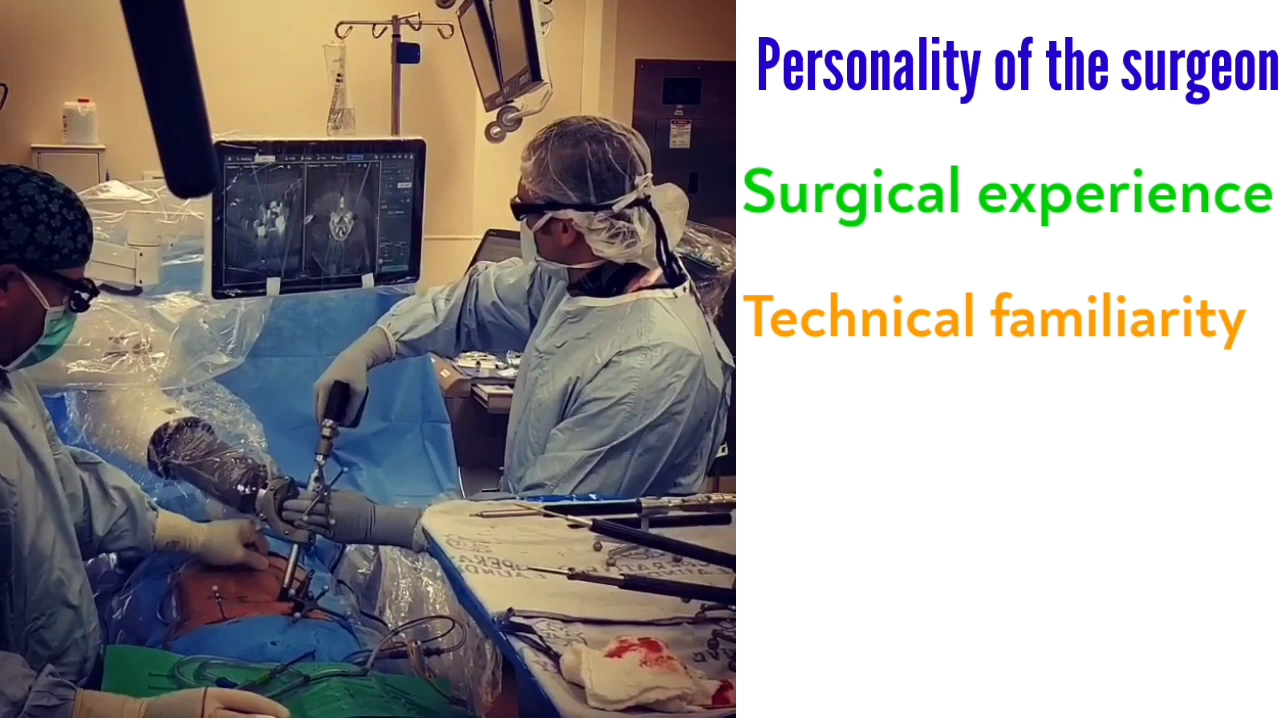 Personality of the surgeon
Surgical experience
Technical familiarity